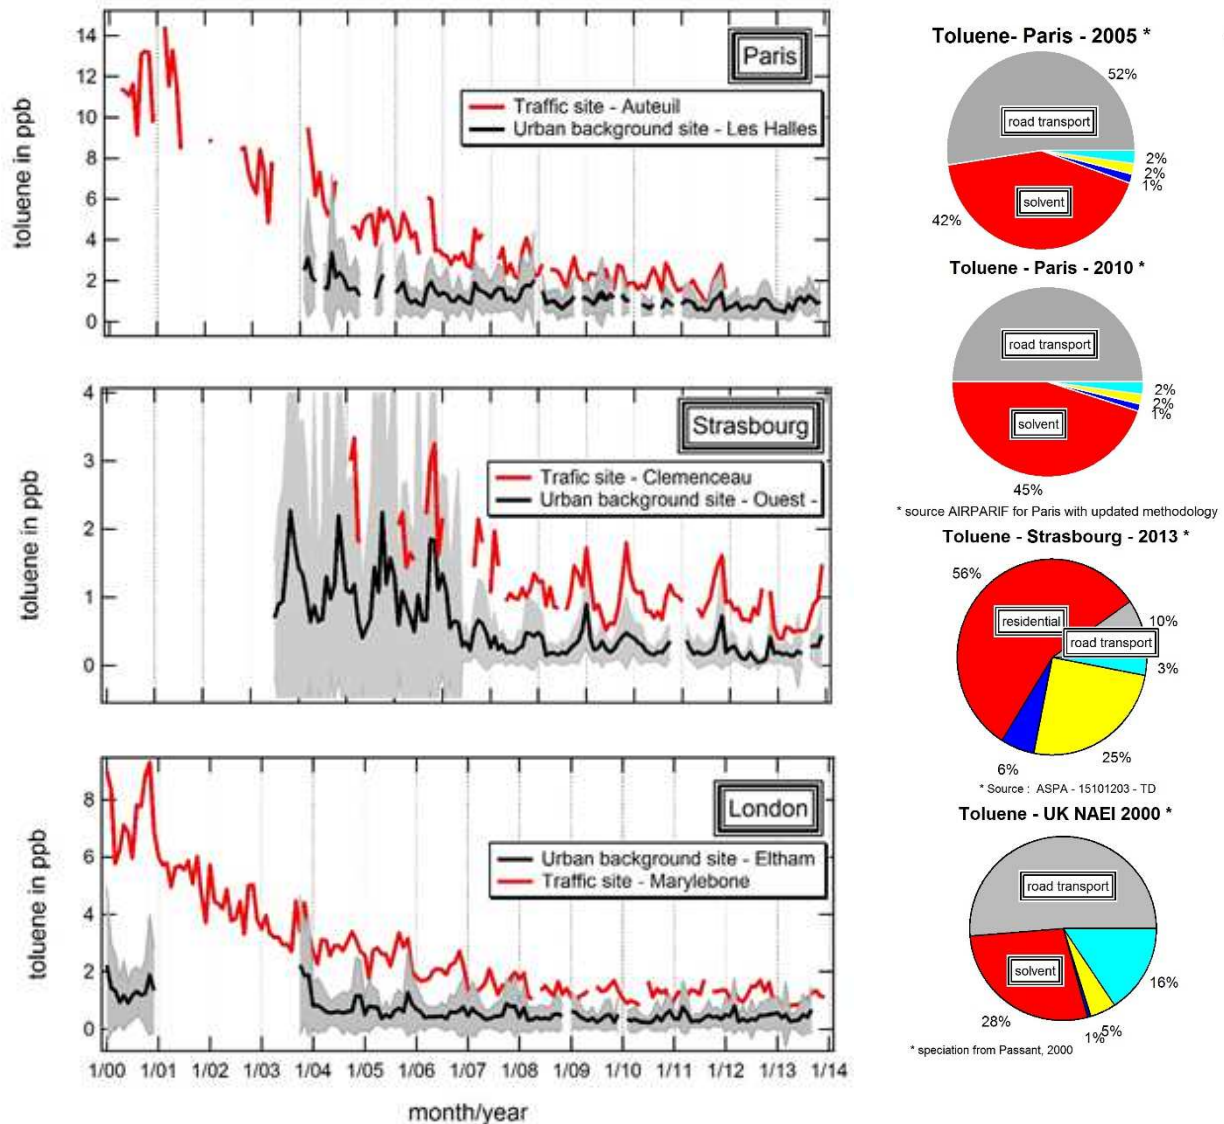 Paris
Traffic site - Auteuil
Urban background site - Les Halles
toluene in ppb
14
12
10
8
6
4
2
0
Strasbourg
Trafic site - Clemenceau
Urban background site - Ouest -
toluene in ppb
4
3
2
1
0
London
Urban background site - Eltham
Traffic site - Marylebone
toluene in ppb
8
6
4
2
0
1/00 1/01 1/02 1/03 1/04 1/05 1/06 1/07 1/08 1/09 1/10 1/11 1/12 1/13 1/14
month/year
Toluene- Paris - 2005 *
52%
road transport
2%
2%
1%
solvent
42%
Toluene - Paris - 2010 *
road transport
2%
2%
1%
solvent
45%
* source AIRPARIF for Paris with updated methodology
Toluene - Strasbourg - 2013 *
56%
residential
10%
road transport
3%
25%
6%
* Source : ASPA - 15101203 - TD
Toluene - UK NAEI 2000 *
road transport
solvent
16%
28%
1%
5%
* speciation from Passant, 2000